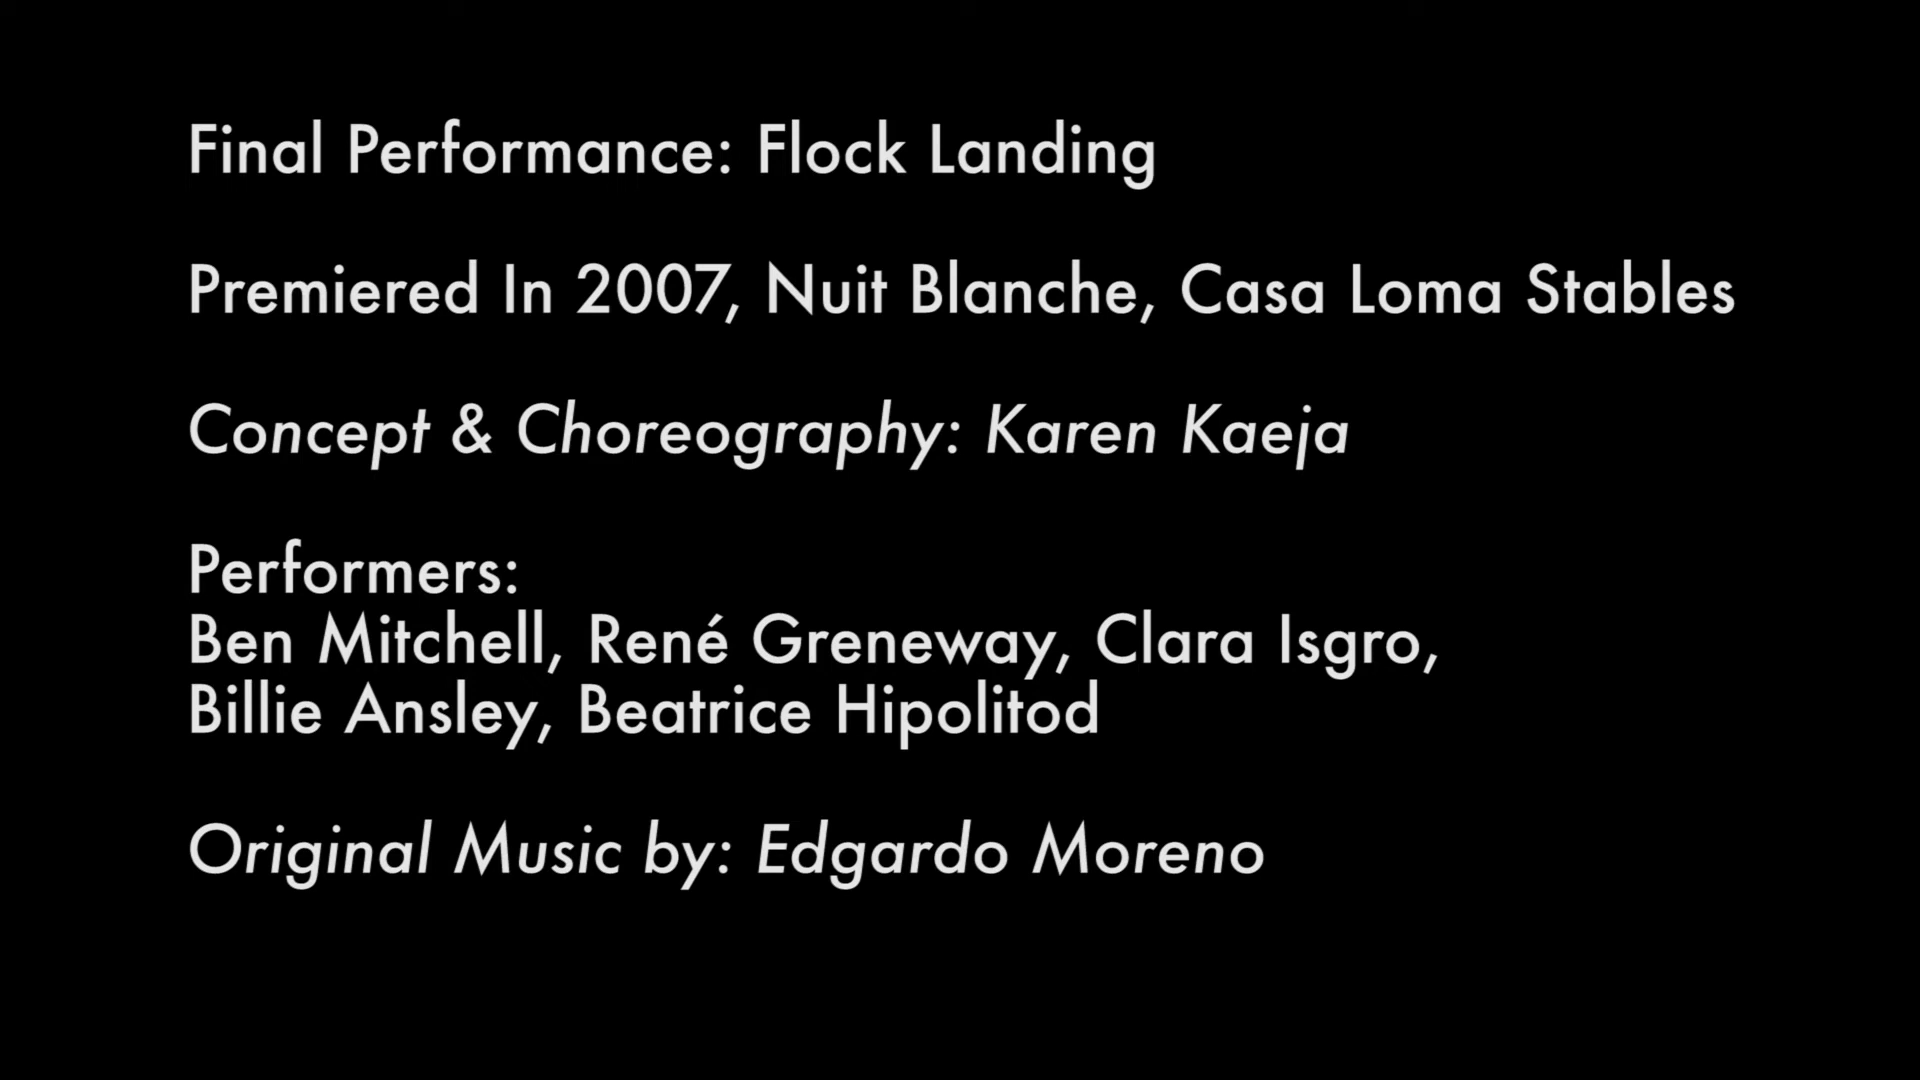 Final Performance: Flock Landing
Premiered In 2007, Nuit Blanche, Casa Loma Stables
Concept & Choreography: Karen Kaeja
Performers:
Ben Mitchell, René Greneway, Clara Isgro,
Billie Ansley, Beatrice Hipolitod
Original Music by: Edgardo Moreno